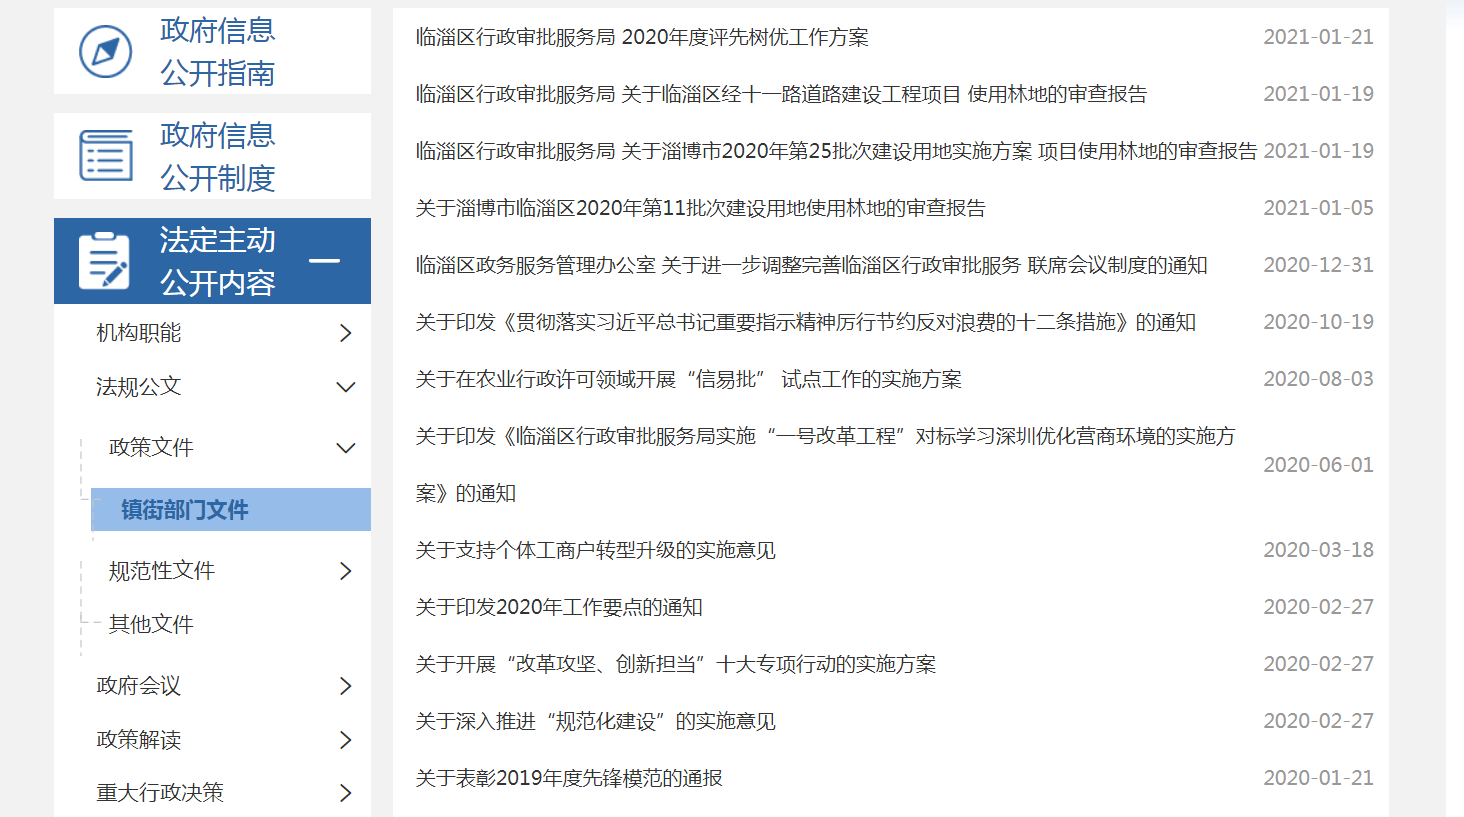 政府信息
公开指南
政府信息
公开制度
法定主动
公开内容
机构职能
法规公文
政策文件
镇街部门文件
规范性文件
其他文件
政府会议
政策解读
重大行政决策
临淄区行政审批服务局 2020年度评先树优工作方案 2021-01-21
临淄区行政审批服务局 关于临淄区经十一路道路建设工程项目 使用林地的审查报告 2021-01-19
临淄区行政审批服务局 关于淄博市2020年第25批次建设用地实施方案 项目使用林地的审查报告 2021-01-19
关于淄博市临淄区2020年第11批次建设用地使用林地的审查报告 2021-01-05
临淄区政务服务管理办公室 关于进一步调整完善临淄区行政审批服务 联席会议制度的通知 2020-12-31
关于印发《贯彻落实习近平总书记重要指示精神厉行节约反对浪费的十二条措施》的通知 2020-10-19
关于在农业行政许可领域开展“信易批” 试点工作的实施方案 2020-08-03
关于印发《临淄区行政审批服务局实施“一号改革工程”对标学习深圳优化营商环境的实施方
案》的通知 2020-06-01
关于支持个体工商户转型升级的实施意见 2020-03-18
关于印发2020年工作要点的通知 2020-02-27
关于开展“改革攻坚、创新担当”十大专项行动的实施方案 2020-02-27
关于深入推进“规范化建设”的实施意见 2020-02-27
关于表彰2019年度先锋模范的通报 2020-01-21